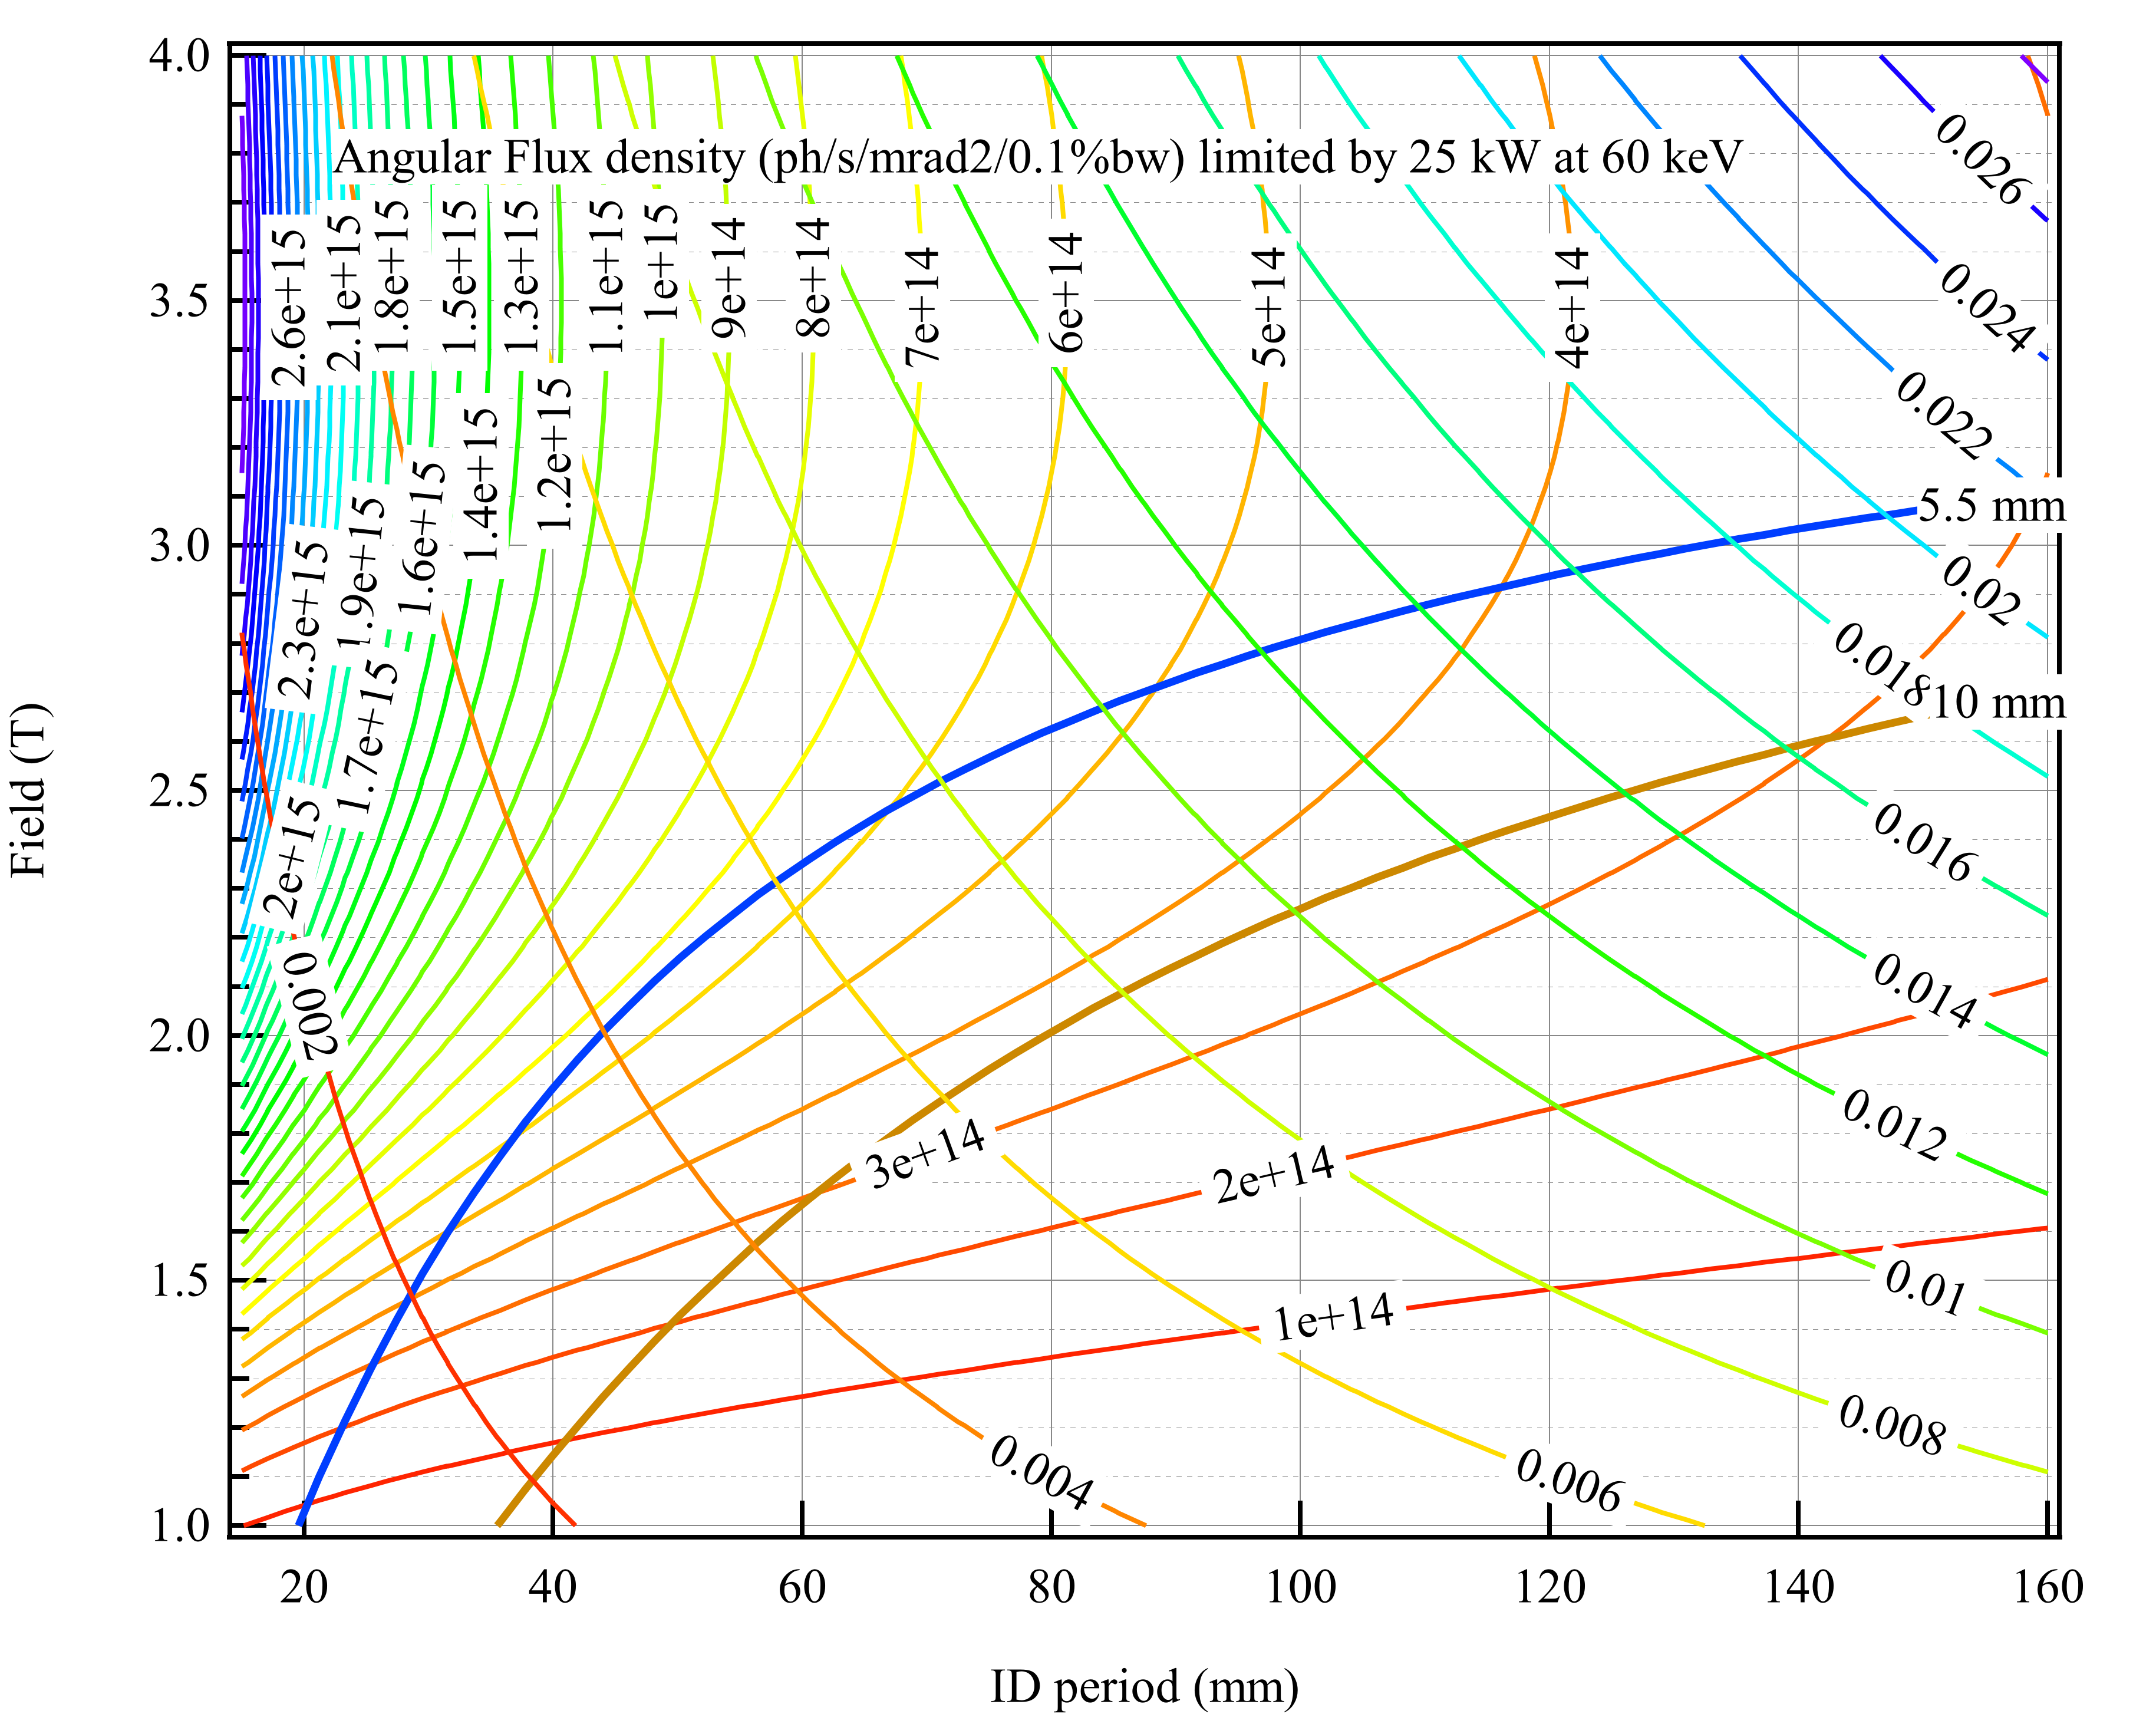 Angular Flux density (ph/s/mrad2/0.1%bw) limited by 25 kW at 60 keV
4.0
3.5
3.0
2.5
2.0
1.5
1.0
Field (T)
20
40
60
80
100
120
140
160
ID period (mm)
2.6e+15
2.1e+15
1.8e+15
1.5e+15
1.3e+15
1.1e+15
1e+15
9e+14
8e+14
7e+14
6e+14
5e+14
4e+14
1.2e+15
1.4e+15
1.6e+15
1.9e+15
2.3e+15
1.7e+15
2e+15
3e+14
2e+14
1e+14
0.026
0.024
0.022
5.5 mm
0.02
0.018
10 mm
0.016
0.014
0.012
0.01
0.008
0.006
0.004
0.002